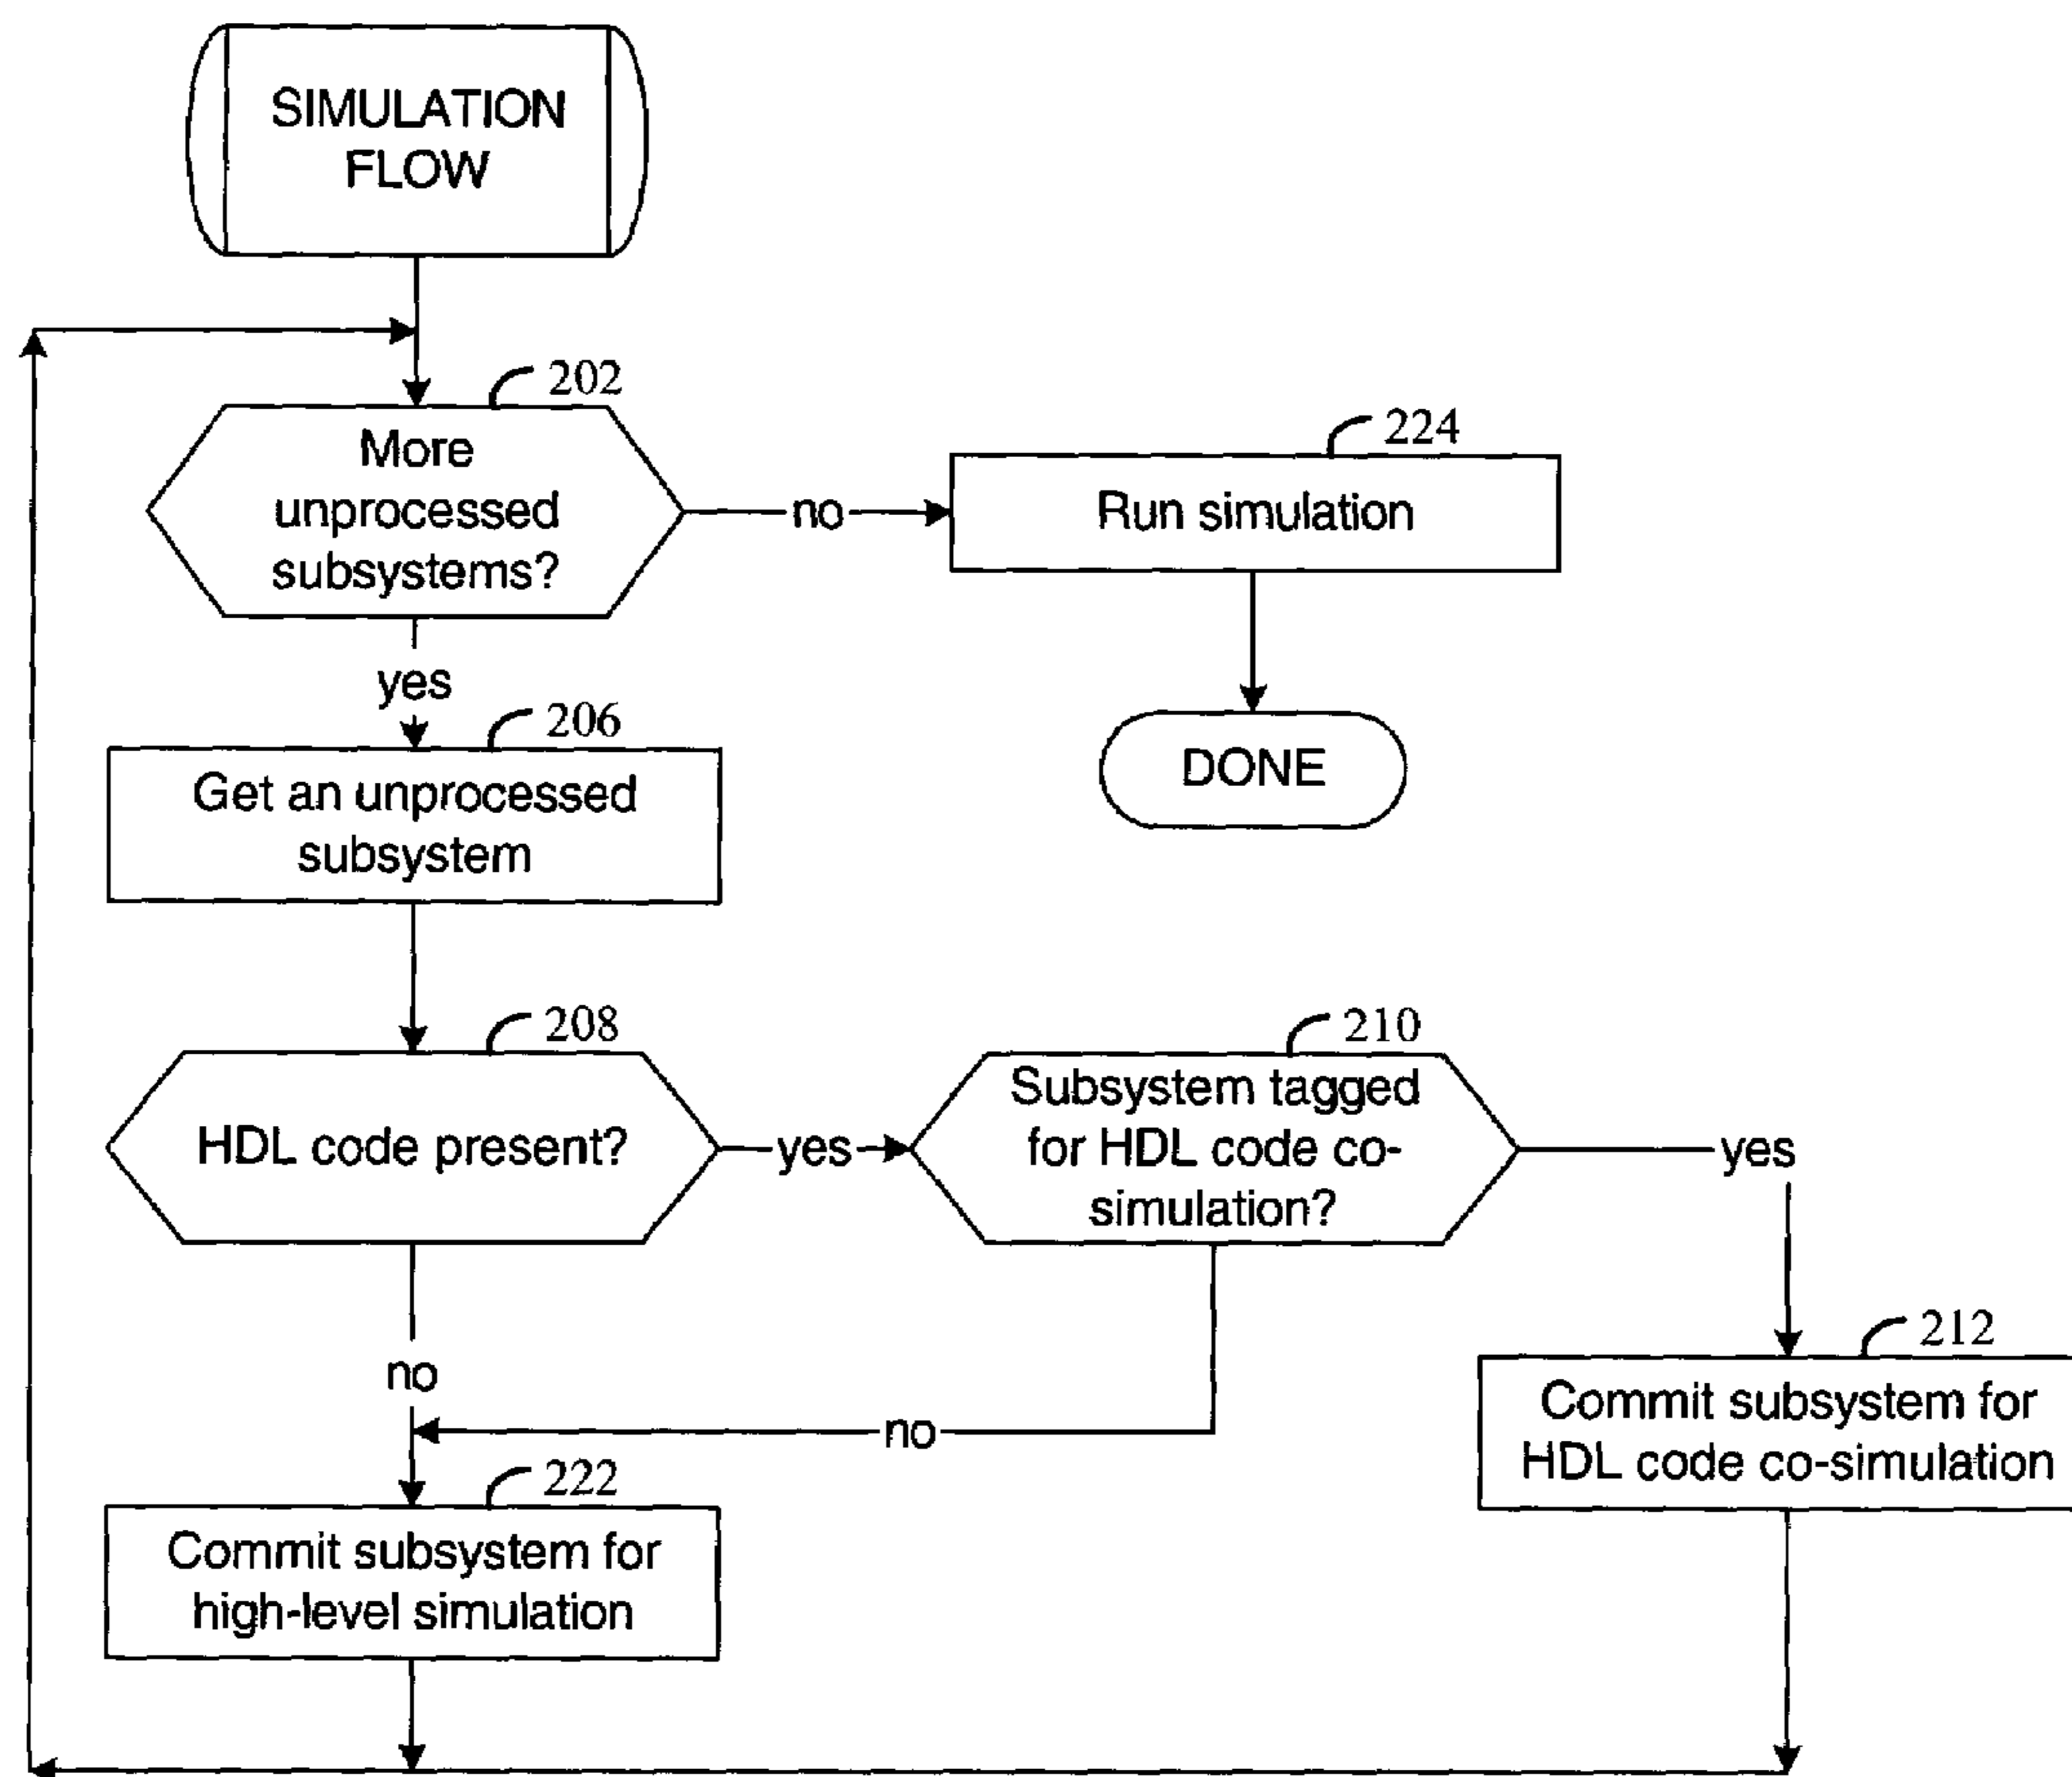 SIMULATION
FLOW
202
More
unprocessed
subsystems?
no
224
Run simulation
yes
DONE
206
Get an unprocessed
subsystem
208
HDL code present?
yes
210
Subsystem tagged
for HDL code co-
simulation?
yes
no
no
212
Commit subsystem for
HDL code co-simulation
222
Commit subsystem for
high-level simulation